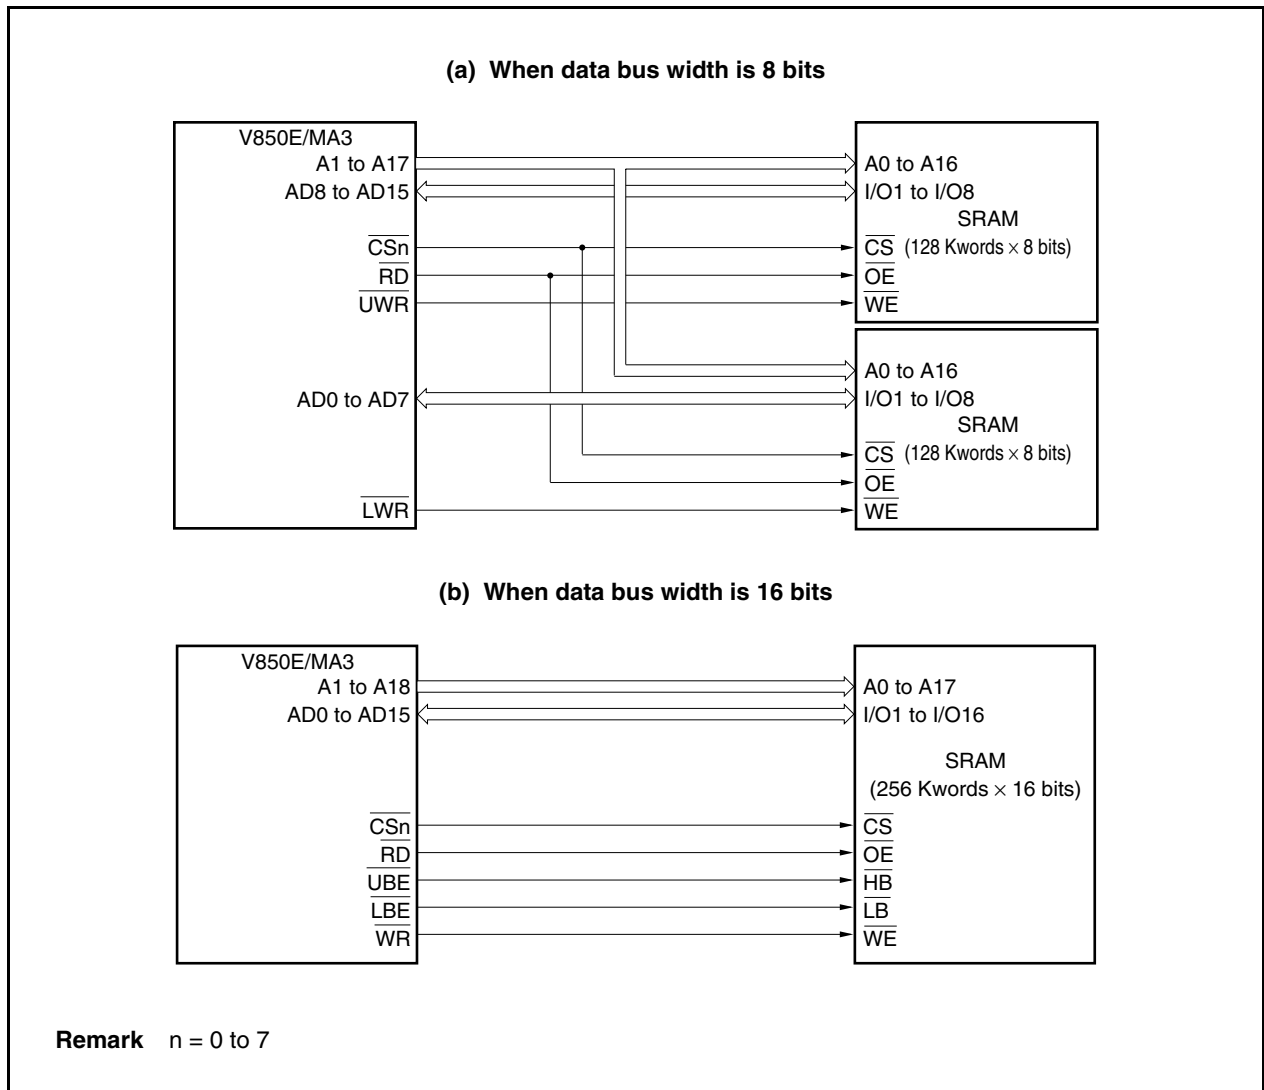 (a) When data bus width is 8 bits
V850E/MA3
A1 to A17
AD8 to AD15
CSn
RD
UWR
AD0 to AD7
LWR
A0 to A16
I/O1 to I/O8
SRAM
CS (128 Kwords × 8 bits)
OE
WE
A0 to A16
I/O1 to I/O8
SRAM
CS (128 Kwords × 8 bits)
OE
WE
(b) When data bus width is 16 bits
V850E/MA3
A1 to A18
AD0 to AD15
CSn
RD
UBE
LBE
WR
A0 to A17
I/O1 to I/O16
SRAM
(256 Kwords × 16 bits)
CS
OE
HB
LB
WE
Remark n = 0 to 7